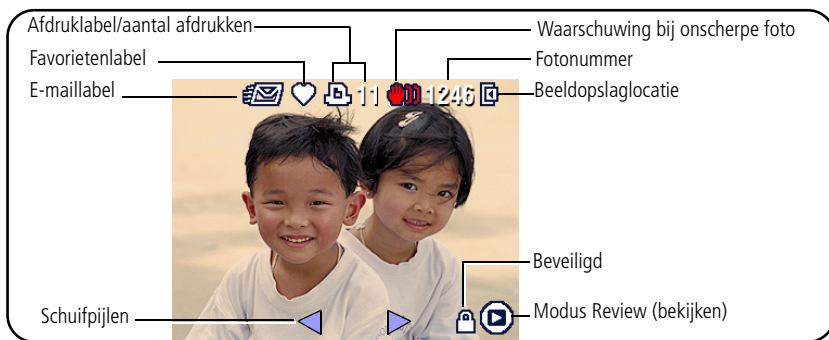 Afdruklabel/aantal afdrukken
Waarschuwing bij onscherpe foto
Favorietenlabel
Fotonummer
E-maillabel
11
1246
Beeldopslaglocatie
Beveiligd
Schuifpijlen
Modus Review (bekijken)